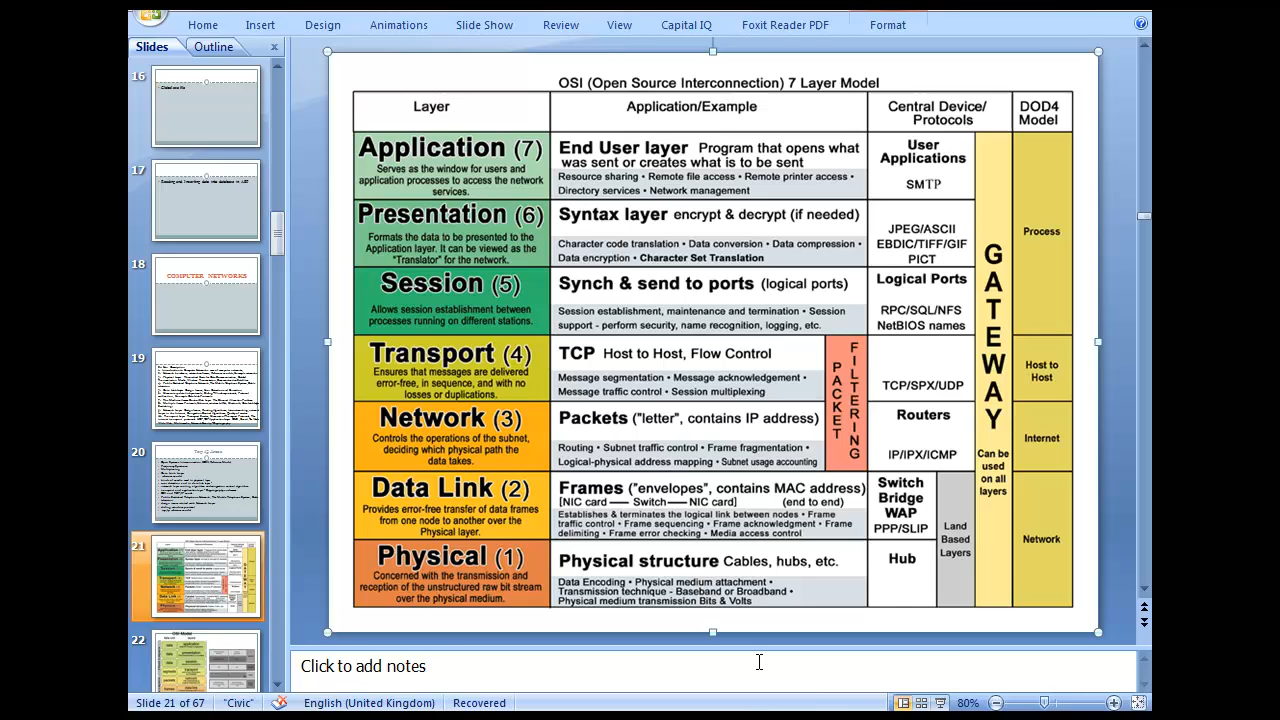 Home Insert Design Animations Slide Show Review View Capital IQ Foxit Reader PDF Format
Slides Outline x
16
17
18
COMPUTER NETWORKS
19
20
21
22
OSI (Open Source Interconnection) 7 Layer Model
Layer
Application/Example
Central Device/
Protocols
DOD4
Model
Application (7)
Serves as the window for users and
application processes to access the network
services.
End User layer Program that opens what
was sent or creates what is to be sent
Resource sharing • Remote file access • Remote printer access •
Directory services • Network management
User
Applications
SMTP
Presentation (6)
Formats the data to be presented to the
Application layer. It can be viewed as the
"Translator" for the network.
Syntax layer encrypt & decrypt (if needed)
Character code translation • Data conversion • Data compression •
Data encryption • Character Set Translation
JPEG/ASCII
EBDIC/TIFF/GIF
PICT
Process
Session (5)
Allows session establishment between
processes running on different stations.
Synch & send to ports (logical ports)
Session establishment, maintenance and termination • Session
support - perform security, name recognition, logging, etc.
Logical Ports
RPC/SQL/NFS
NetBIOS names
Transport (4)
Ensures that messages are delivered
error-free, in sequence, and with no
losses or duplications.
TCP Host to Host, Flow Control
Message segmentation • Message acknowledgement •
Message traffic control • Session multiplexing
PACKET
FILTERING
TCP/SPX/UDP
Host to
Host
Network (3)
Controls the operations of the subnet,
deciding which physical path the
data takes.
Packets ("letter", contains IP address)
Routing • Subnet traffic control • Frame fragmentation •
Logical-physical address mapping • Subnet usage accounting
Routers
IP/IPX/ICMP
Internet
GATEWAY
Can be
used
on all
layers
Data Link (2)
Provides error-free transfer of data frames
from one node to another over the
Physical layer.
Frames ("envelopes", contains MAC address)
[NIC card — Switch— NIC card] (end to end)
Establishes & terminates the logical link between nodes • Frame
traffic control • Frame sequencing • Frame acknowledgment • Frame
delimiting • Frame error checking • Media access control
Switch
Bridge
WAP
PPP/SLIP
Land
Based
Layers
Network
Physical (1)
Concerned with the transmission and
reception of the unstructured raw bit stream
over the physical medium.
Physical structure Cables, hubs, etc.
Data Encoding • Physical medium attachment •
Transmission technique - Baseband or Broadband •
Physical medium transmission Bits & Volts
Hub
Click to add notes
Slide 21 of 67 "Civic" English (United Kingdom) Recovered 80%